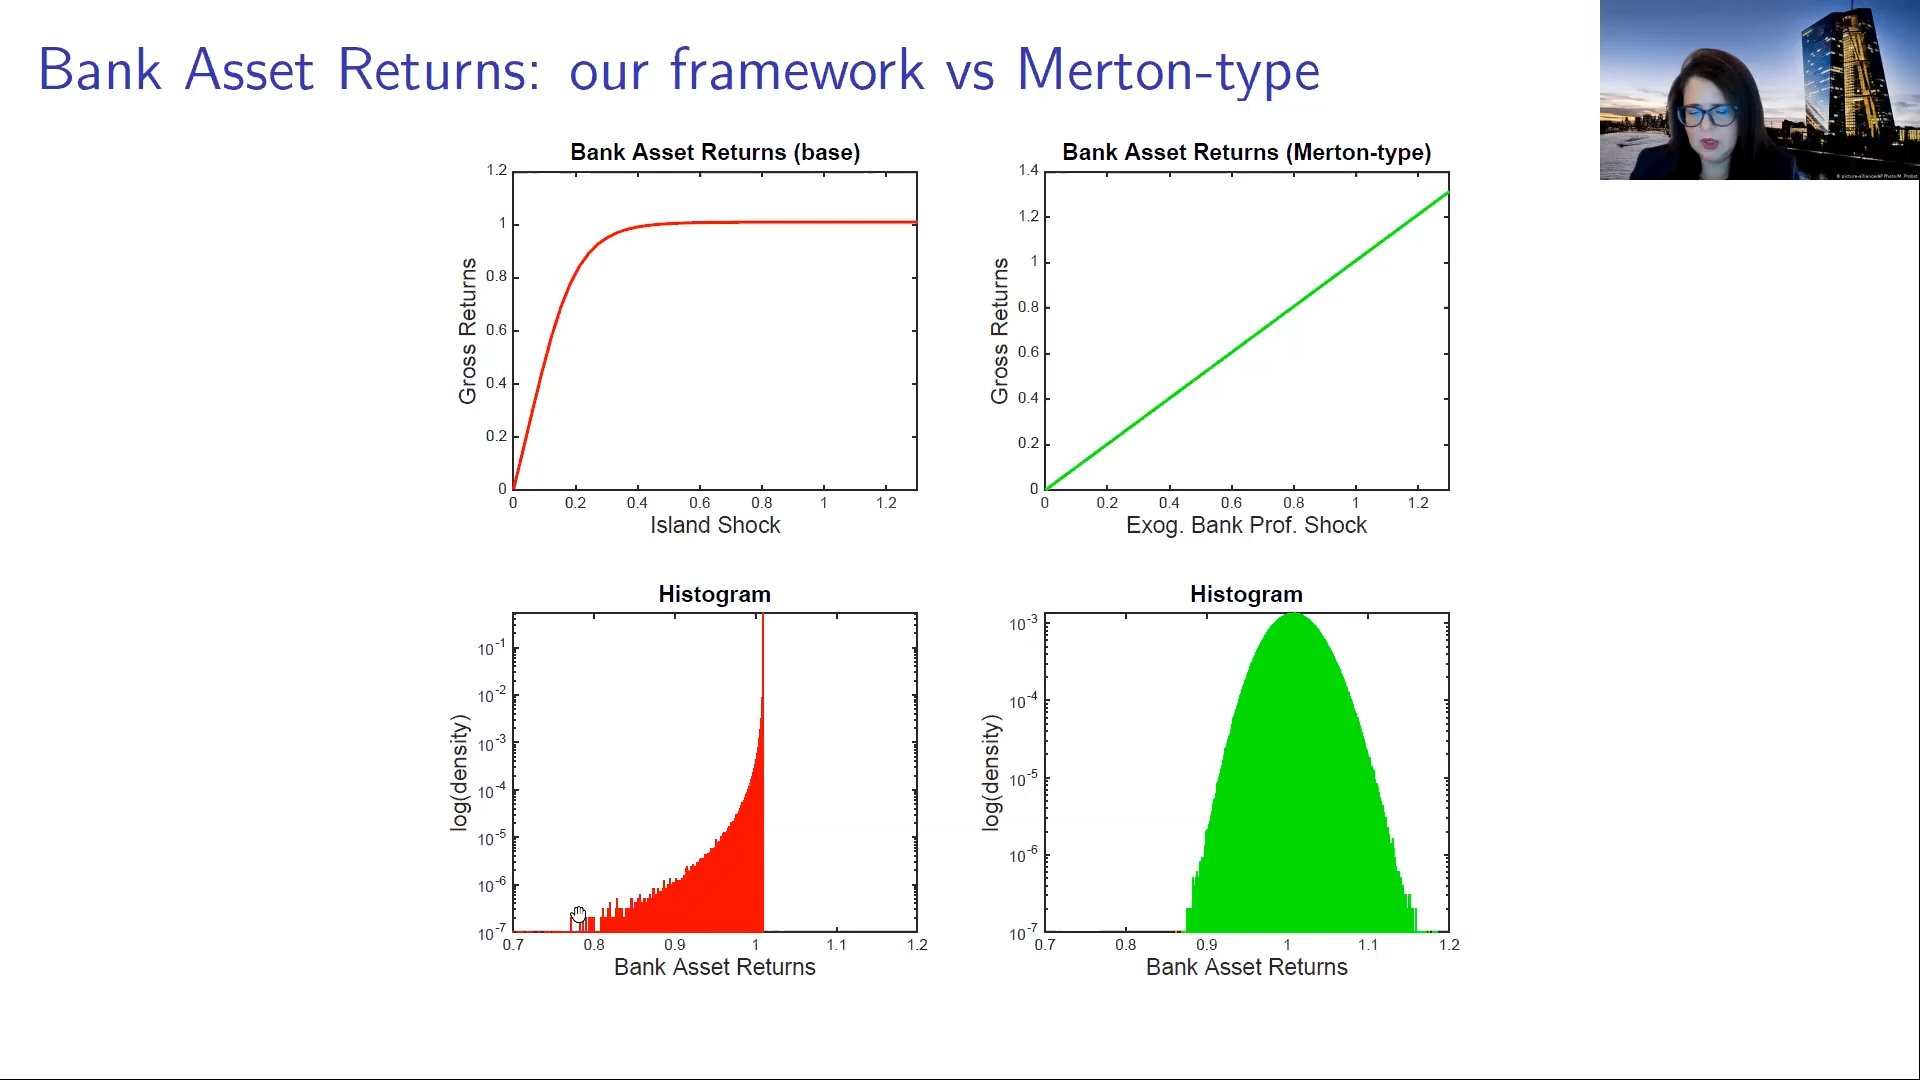 Bank Asset Returns: our framework vs Merton-type
Bank Asset Returns (base)
1.2
1
0.8
0.6
0.4
0.2
0
Gross Returns
0 0.2 0.4 0.6 0.8 1 1.2
Island Shock
Bank Asset Returns (Merton-type)
1.4
1.2
1
0.8
0.6
0.4
0.2
0
Gross Returns
0 0.2 0.4 0.6 0.8 1 1.2
Exog. Bank Prof. Shock
Histogram
10-1
10-2
10-3
10-4
10-5
10-6
10-7
log(density)
0.7 0.8 0.9 1 1.1 1.2
Bank Asset Returns
Histogram
10-3
10-4
10-5
10-6
10-7
log(density)
0.7 0.8 0.9 1 1.1 1.2
Bank Asset Returns